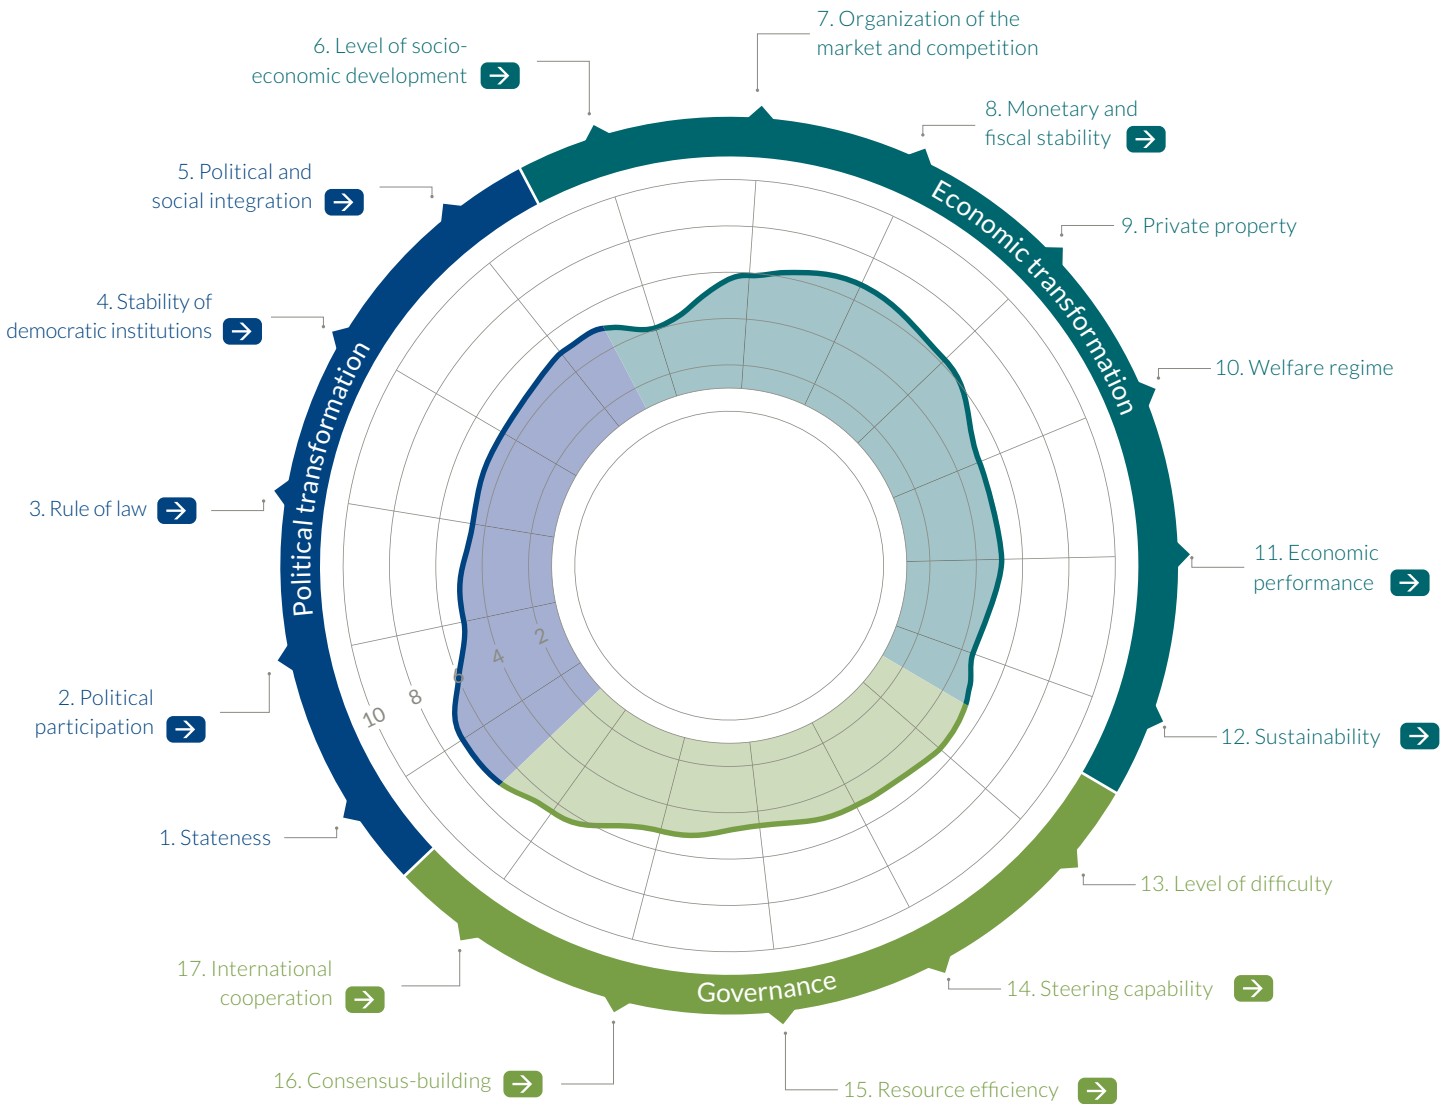 7. Organization of the
market and competition
6. Level of socio-
economic development
8. Monetary and
fiscal stability
5. Political and
social integration
9. Private property
Economic transformation
4. Stability of
democratic institutions
10. Welfare regime
Political transformation
3. Rule of law
11. Economic
performance
2
4
6
8
10
2. Political
participation
12. Sustainability
1. Stateness
13. Level of difficulty
17. International
cooperation
Governance
14. Steering capability
16. Consensus-building
15. Resource efficiency